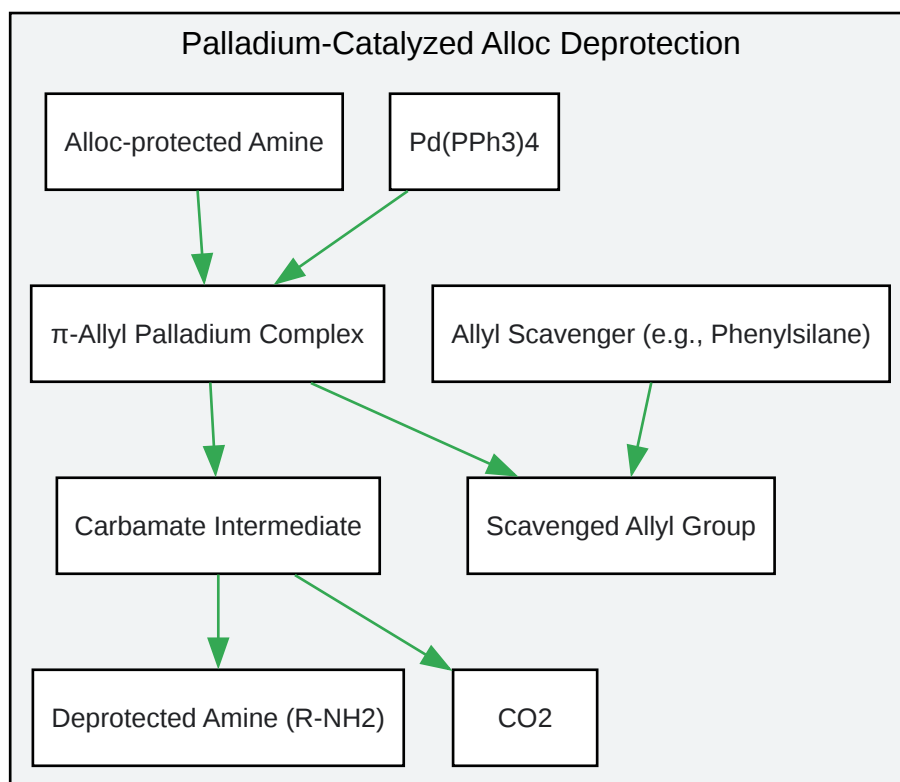 Palladium-Catalyzed Alloc Deprotection
Alloc-protected Amine
Pd(PPh3)4
π-Allyl Palladium Complex
Allyl Scavenger (e.g., Phenylsilane)
Carbamate Intermediate
Scavenged Allyl Group
Deprotected Amine (R-NH2)
CO2